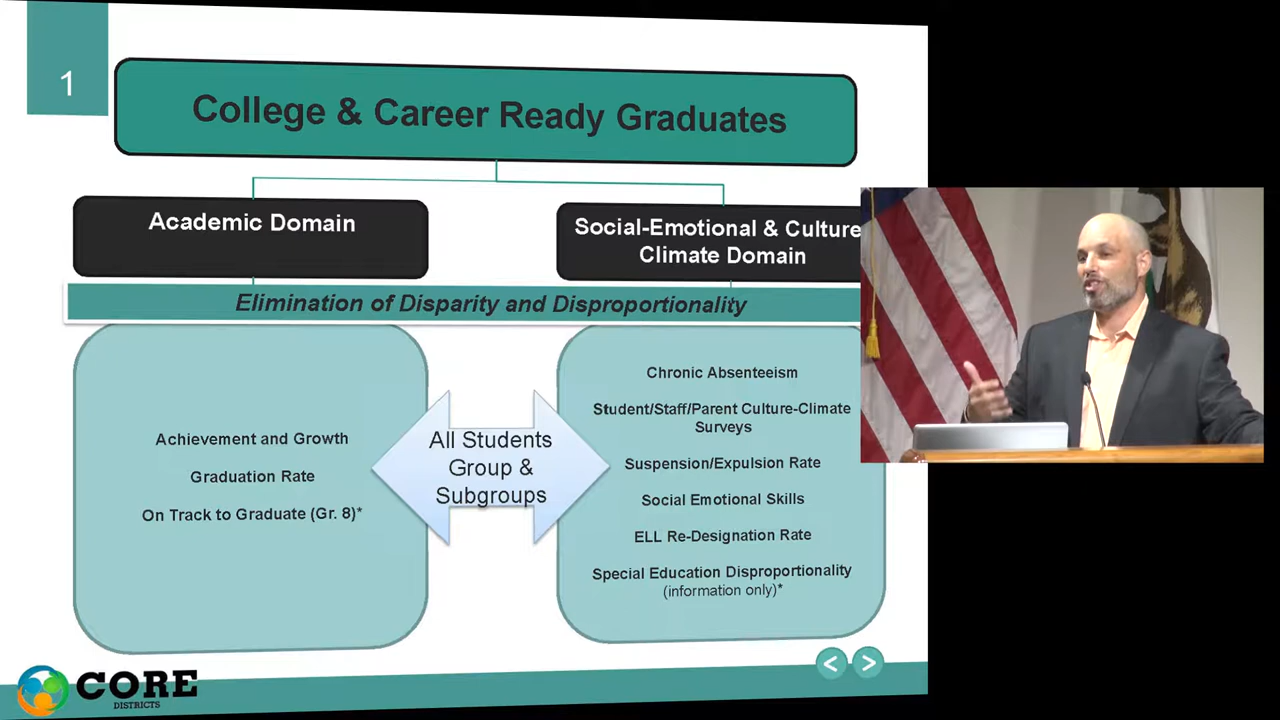 1
College & Career Ready Graduates
Academic Domain
Social-Emotional & Culture
Climate Domain
Elimination of Disparity and Disproportionality
Achievement and Growth
Graduation Rate
On Track to Graduate (Gr. 8)*
All Students
Group &
Subgroups
Chronic Absenteeism
Student/Staff/Parent Culture-Climate
Surveys
Suspension/Expulsion Rate
Social Emotional Skills
ELL Re-Designation Rate
Special Education Disproportionality
(information only)*
< >
CORE
DISTRICTS